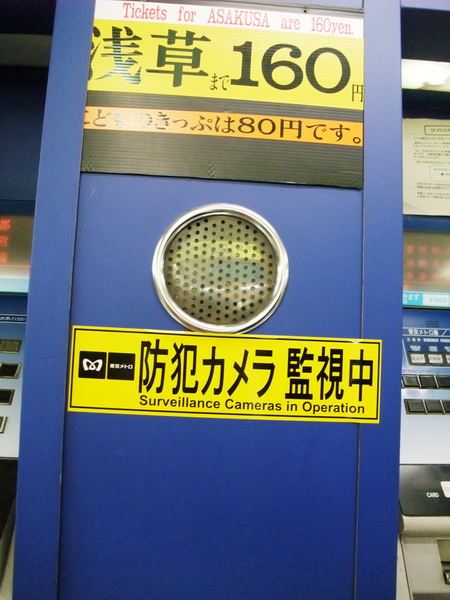 Tickets for ASAKUSA are 160yen.
浅草まで160円
こどものきっぷは80円です。
東京メトロ
防犯カメラ 監視中
Surveillance Cameras in Operation
CARD